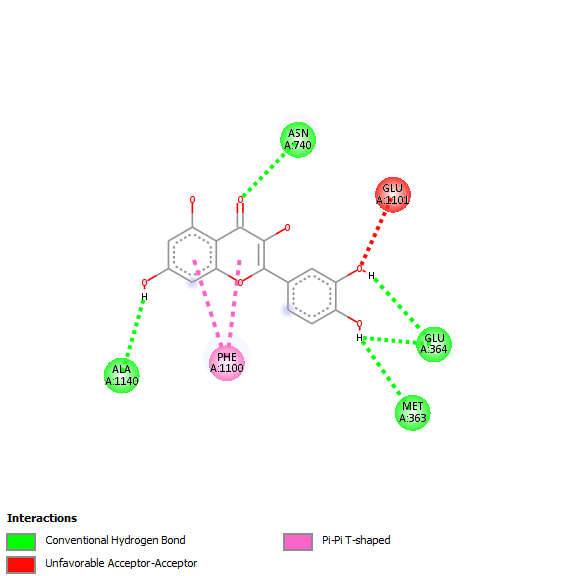 ASN
A:740
GLU
A:1101
O
O
O
O
H
O
H
O
O
H
GLU
A:364
PHE
A:1100
ALA
A:1140
MET
A:363
Interactions
Conventional Hydrogen Bond
Pi-Pi T-shaped
Unfavorable Acceptor-Acceptor